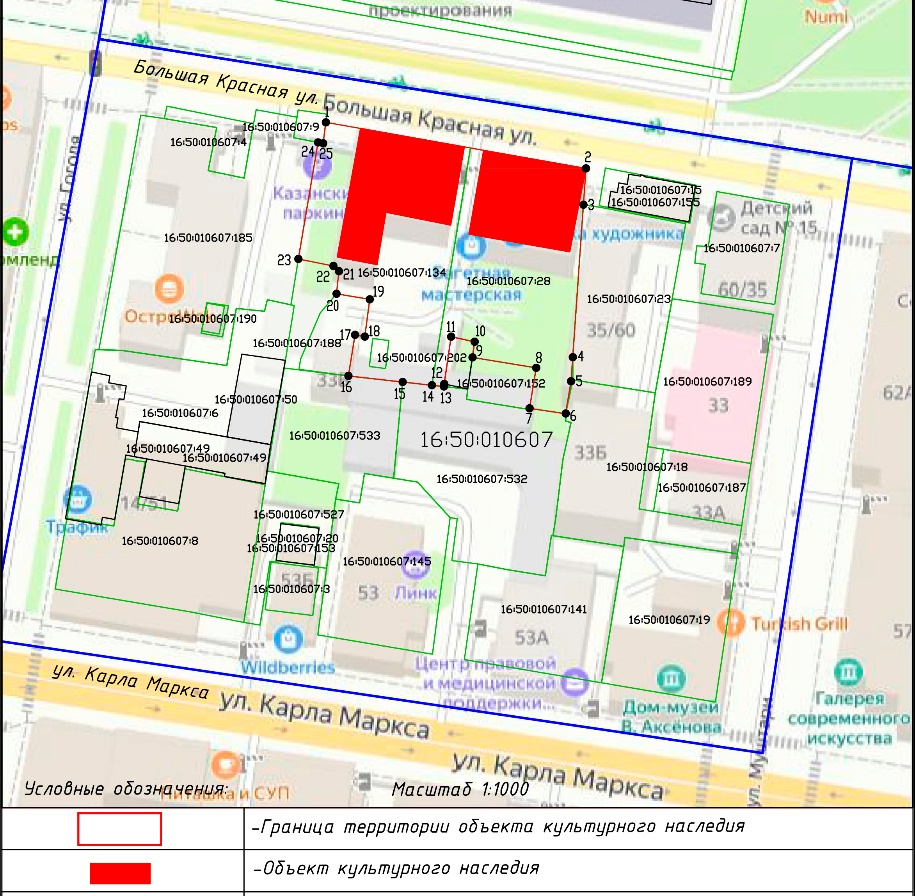 проектирования
Numl
Большая Красная ул.
Большая Красная ул.
1
16:50:010607:9
16:50:010607:4
24
25
2
16:50:010607:15
16:50:010607:155
3
Казански
паркин
Детский
сад № 15
ул. Гоголя
омленд
16:50:010607:185
ка художника
16:50:010607:7
23
22
21
16:50:010607:134
Багетная
мастерская
16:50:010607:28
60/35
20
19
16:50:010607:23
16:50:010607:190
35/60
17
18
11
10
16:50:010607:188
16:50:010607:202
9
8
4
16
15
14
12
13
16:50:010607:152
5
16:50:010607:189
62А
16:50:010607:50
33
16:50:010607:6
7
6
16:50:010607:533
16:50:010607
33Б
16:50:010607:49
16:50:010607:49
16:50:010607:18
16:50:010607:532
16:50:010607:187
14/51
Трафик
33А
16:50:010607:527
16:50:010607:8
16:50:010607:20
16:50:010607:153
16:50:010607:145
53Б
16:50:010607:3
53
Линк
16:50:010607:141
16:50:010607:19
Turkish Grill
57
53А
Wildberries
Центр правовой
и медицинской
поддержки...
Дом-музей
В. Аксёнова
Галерея
современного
искусства
ул. Карла Маркса
ул. Карла Маркса
ул. Карла Маркса
Условные обозначения:
Питашка и СУП
Масштаб 1:1000
-Граница территории объекта культурного наследия
-Объект культурного наследия